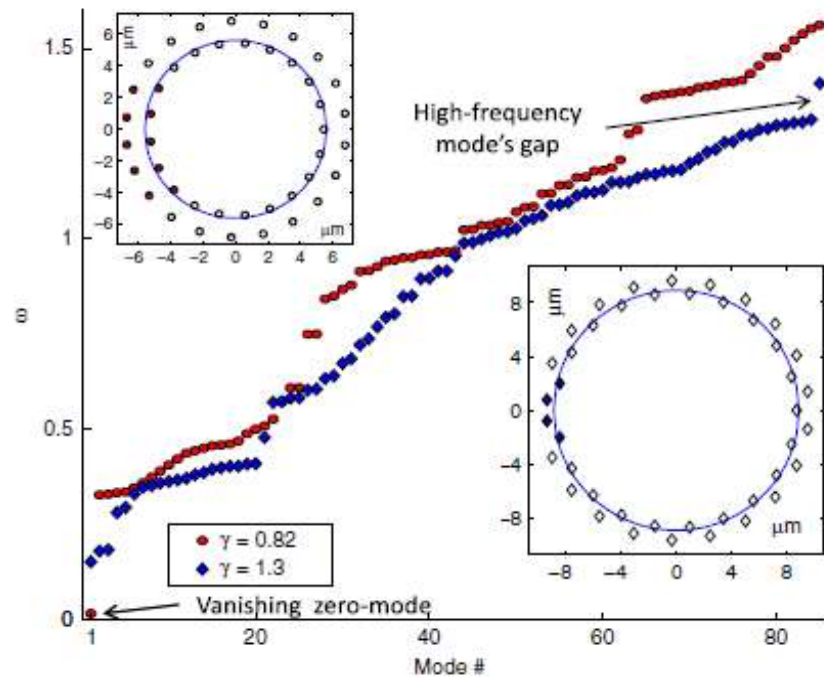 1.5
1
0.5
0
ω
1
20
40
60
80
Mode #
μm
6
4
2
0
−2
−4
−6
μm
−6 −4 −2 0 2 4 6
High-frequency
mode's gap
μm
8
4
0
−4
−8
μm
−8 −4 0 4 8
γ = 0.82
γ = 1.3
Vanishing zero-mode